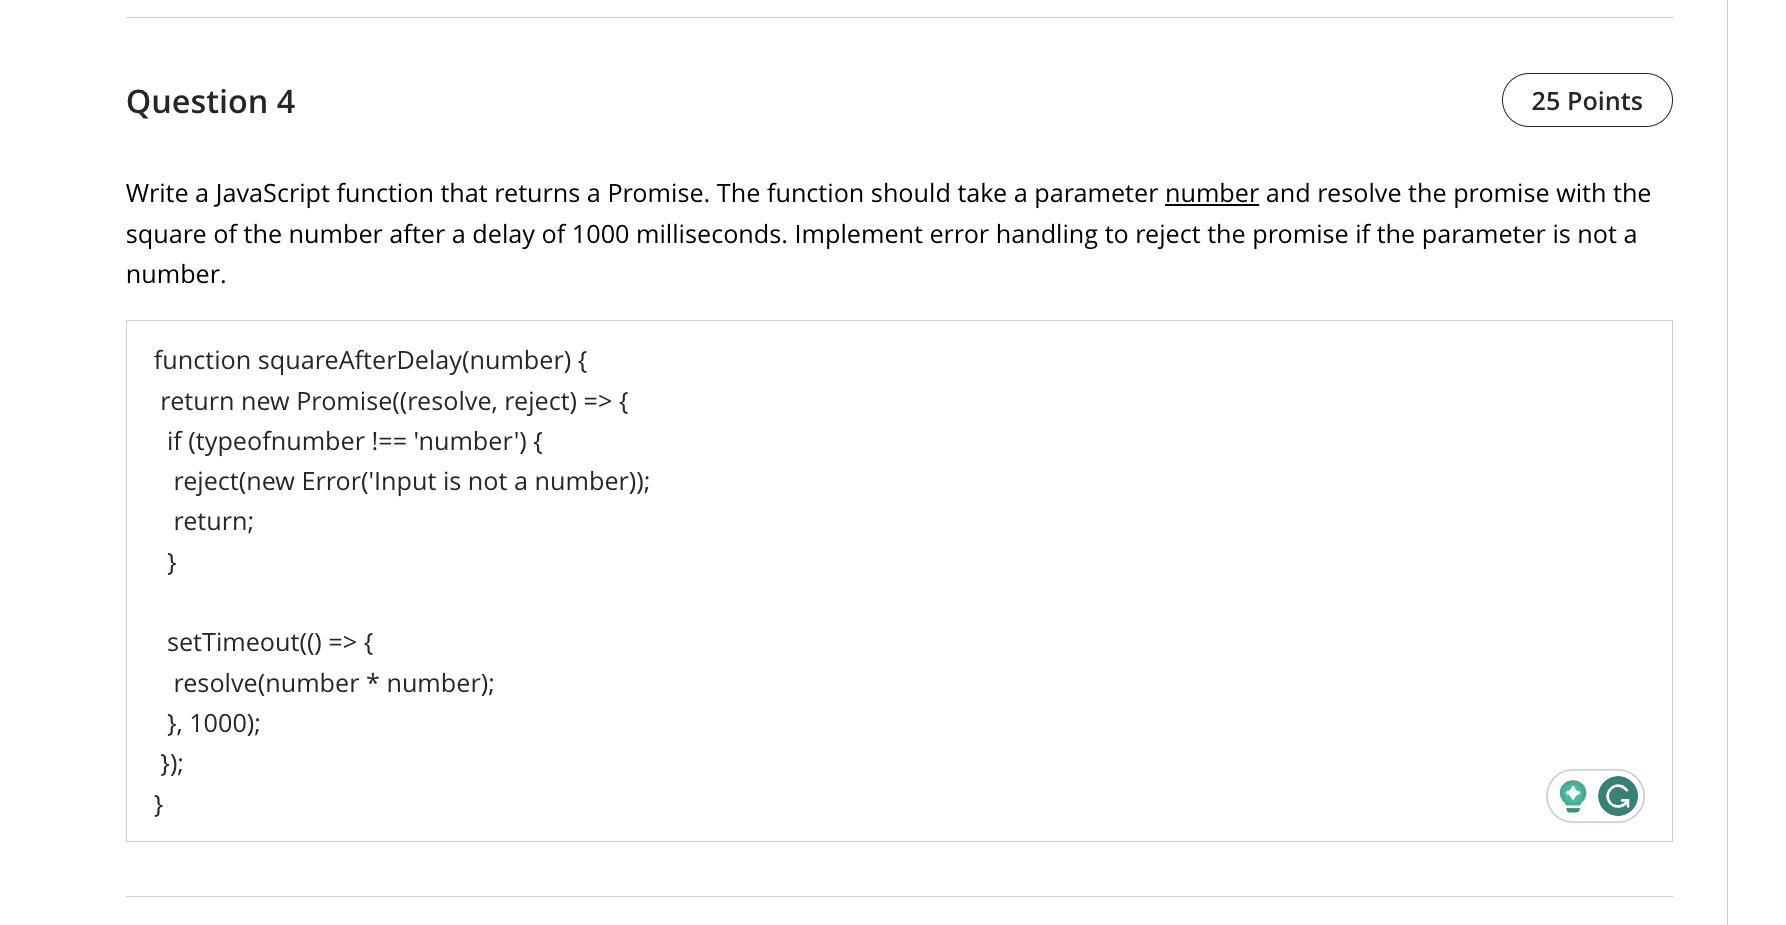 Question 4
25 Points
Write a JavaScript function that returns a Promise. The function should take a parameter number and resolve the promise with the
square of the number after a delay of 1000 milliseconds. Implement error handling to reject the promise if the parameter is not a
number.
function squareAfterDelay(number) {
return new Promise((resolve, reject) => {
if (typeofnumber !== 'number') {
reject(new Error('Input is not a number));
return;
}
setTimeout(() => {
resolve(number * number);
}, 1000);
});
}